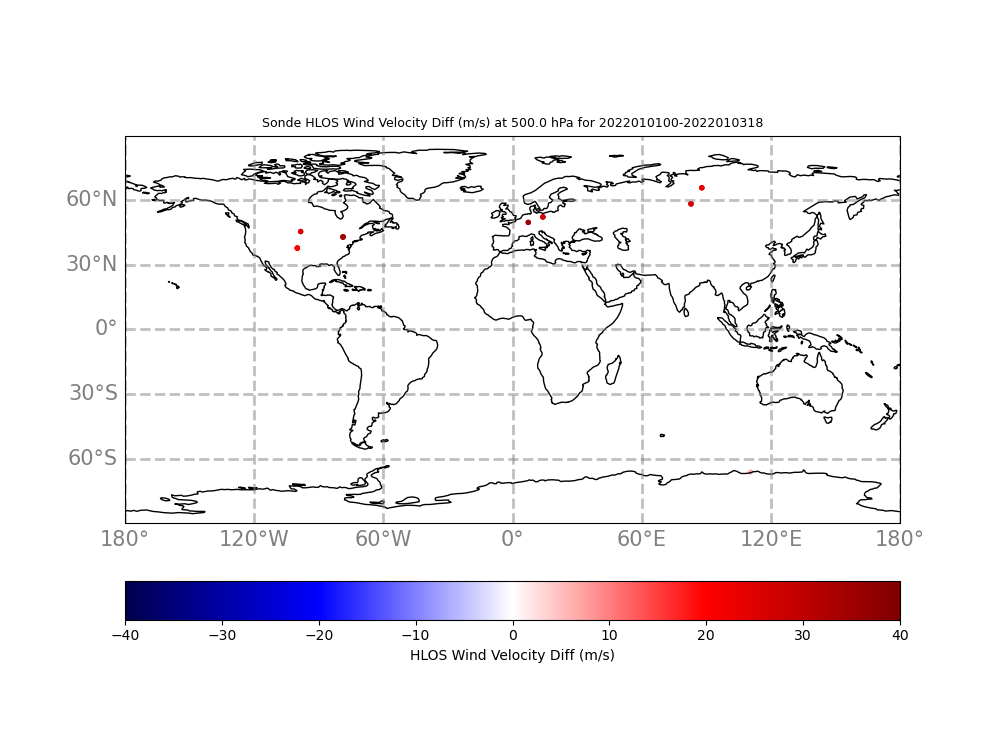 Sonde HLOS Wind Velocity Diff (m/s) at 500.0 hPa for 2022010100-2022010318
60°N
30°N
0°
30°S
60°S
180° 120°W 60°W 0° 60°E 120°E 180°
−40 −30 −20 −10 0 10 20 30 40
HLOS Wind Velocity Diff (m/s)